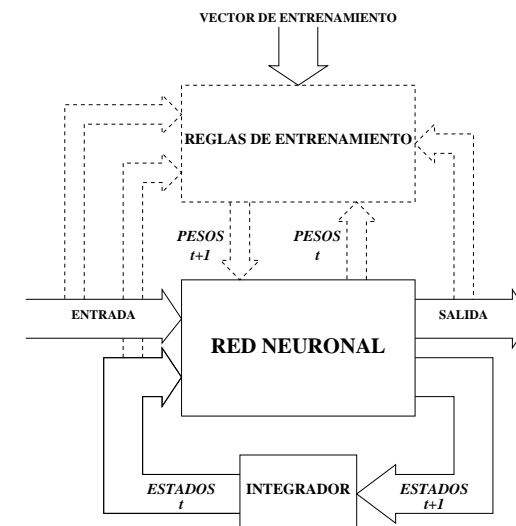 VECTOR DE ENTRENAMIENTO
REGLAS DE ENTRENAMIENTO
PESOS
t+1
PESOS
t
ENTRADA
RED NEURONAL
SALIDA
ESTADOS
t
INTEGRADOR
ESTADOS
t+1